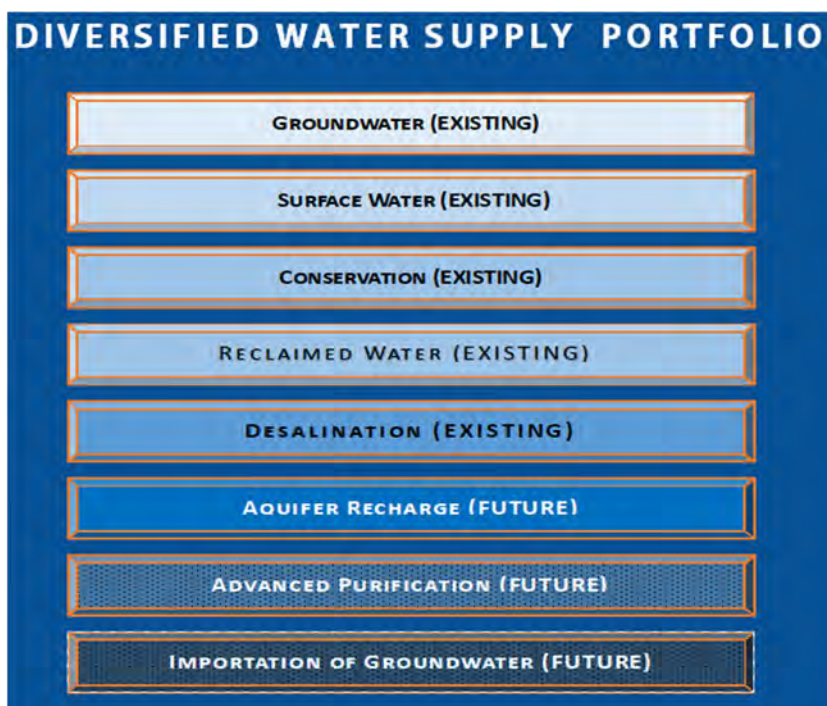 DIVERSIFIED WATER SUPPLY PORTFOLIO
GROUNDWATER (EXISTING)
SURFACE WATER (EXISTING)
CONSERVATION (EXISTING)
RECLAIMED WATER (EXISTING)
DESALINATION (EXISTING)
AQUIFER RECHARGE (FUTURE)
ADVANCED PURIFICATION (FUTURE)
IMPORTATION OF GROUNDWATER (FUTURE)